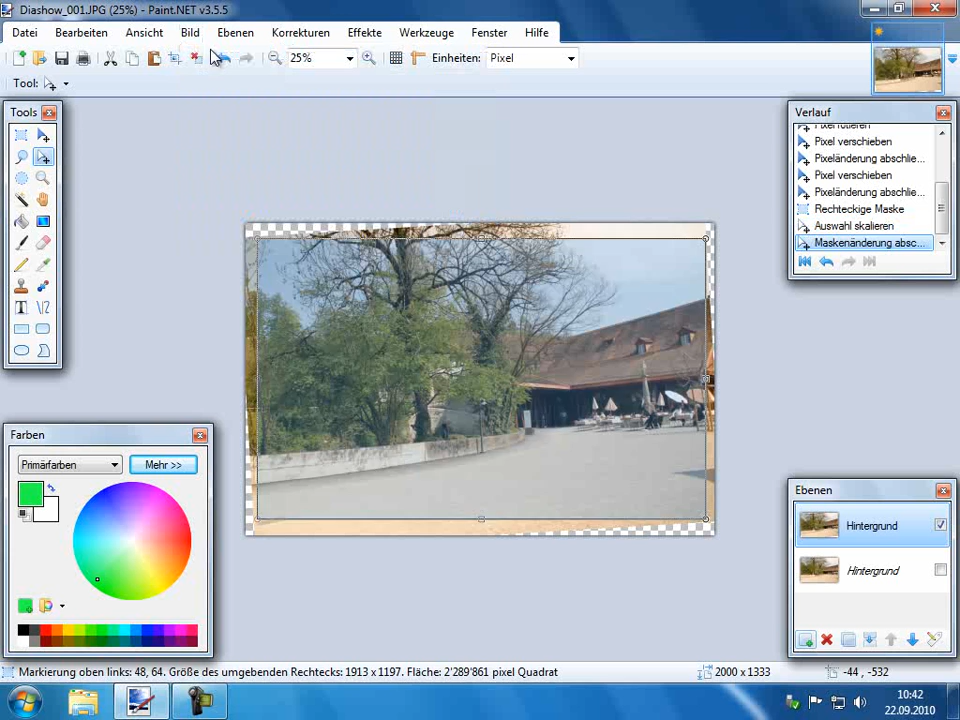 Diashow_001.JPG (25%) - Paint.NET v3.5.5
Datei Bearbeiten Ansicht Bild Ebenen Korrekturen Effekte Werkzeuge Fenster Hilfe
25% Einheiten: Pixel
Tool:
Tools
Verlauf
Pixel rotieren
Pixel verschieben
Pixeländerung abschlie...
Pixel verschieben
Pixeländerung abschlie...
Rechteckige Maske
Auswahl skalieren
Maskenänderung absc...
Farben
Primärfarben Mehr >>
Ebenen
Hintergrund
Hintergrund
Markierung oben links: 48, 64. Größe des umgebenden Rechtecks: 1913 x 1197. Fläche: 2'289'861 pixel Quadrat 2000 x 1333 -44 , -532
10:42
22.09.2010